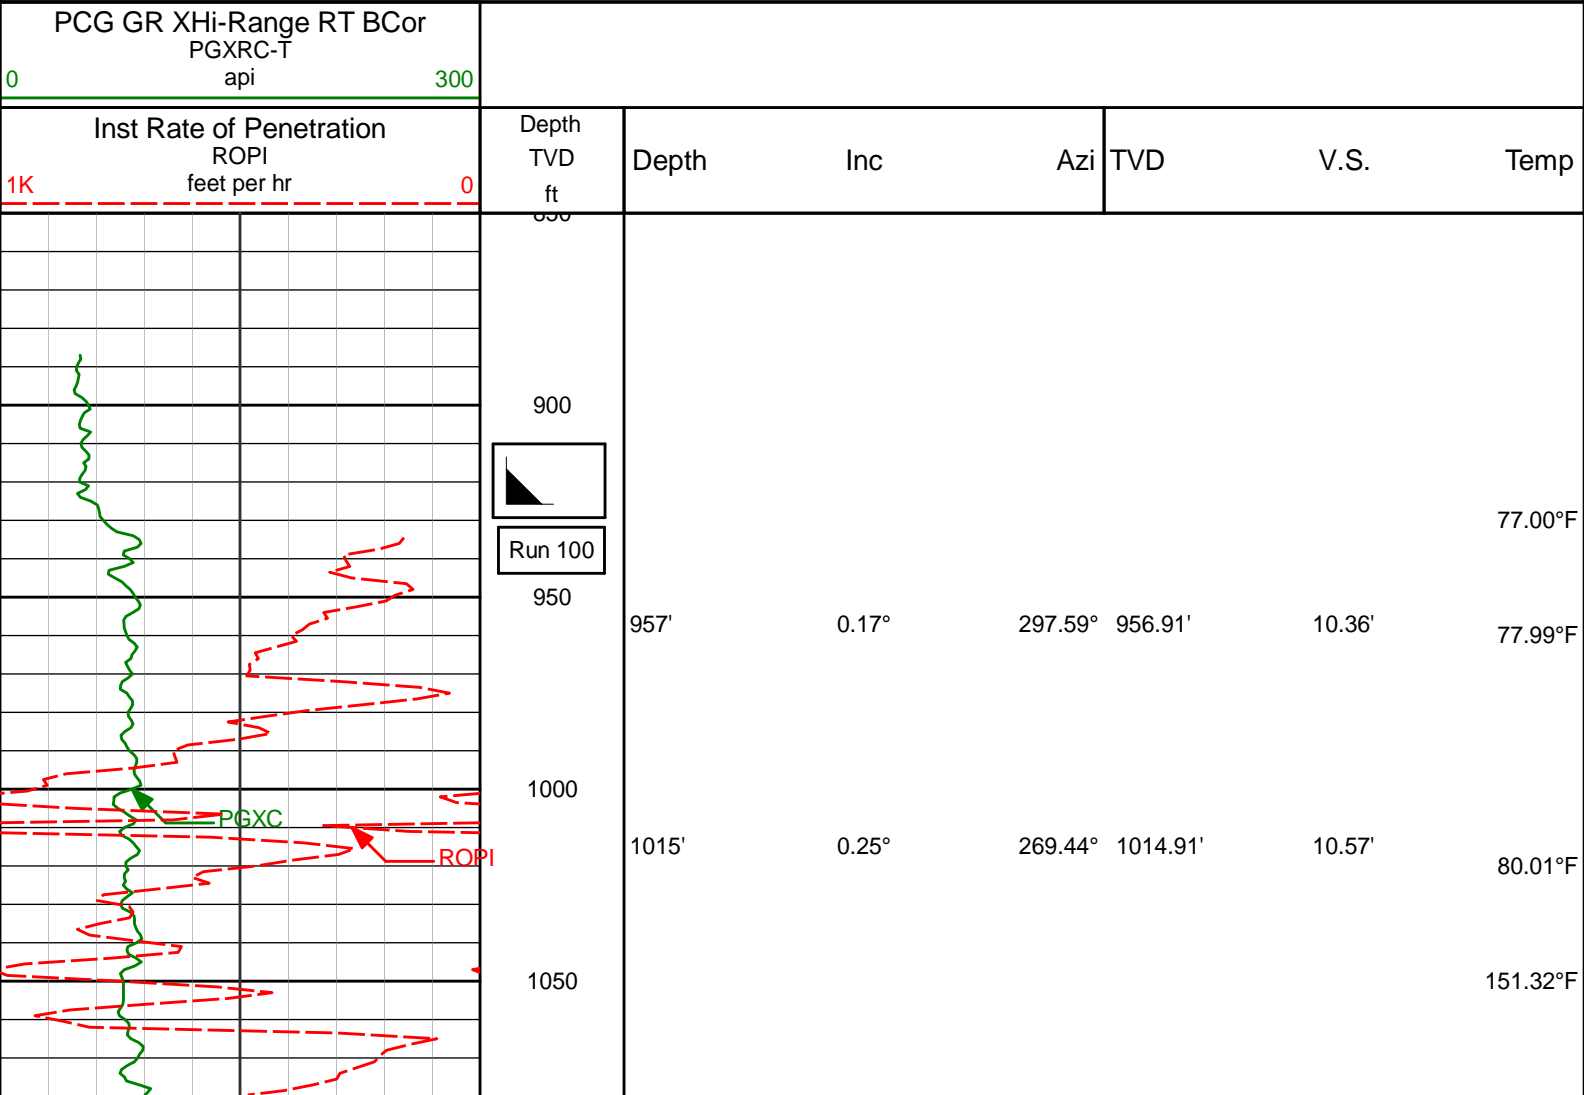 PCG GR XHi-Range RT BCor
PGXRC-T
api
0 300
Inst Rate of Penetration
ROPI
feet per hr
1K 0
Depth
TVD
ft
Depth Inc Azi TVD V.S. Temp
850
900
77.00°F
Run 100
950
957' 0.17° 297.59° 956.91' 10.36'
77.99°F
1000
PGXC
1015' 0.25° 269.44° 1014.91' 10.57'
ROPI
80.01°F
1050
151.32°F